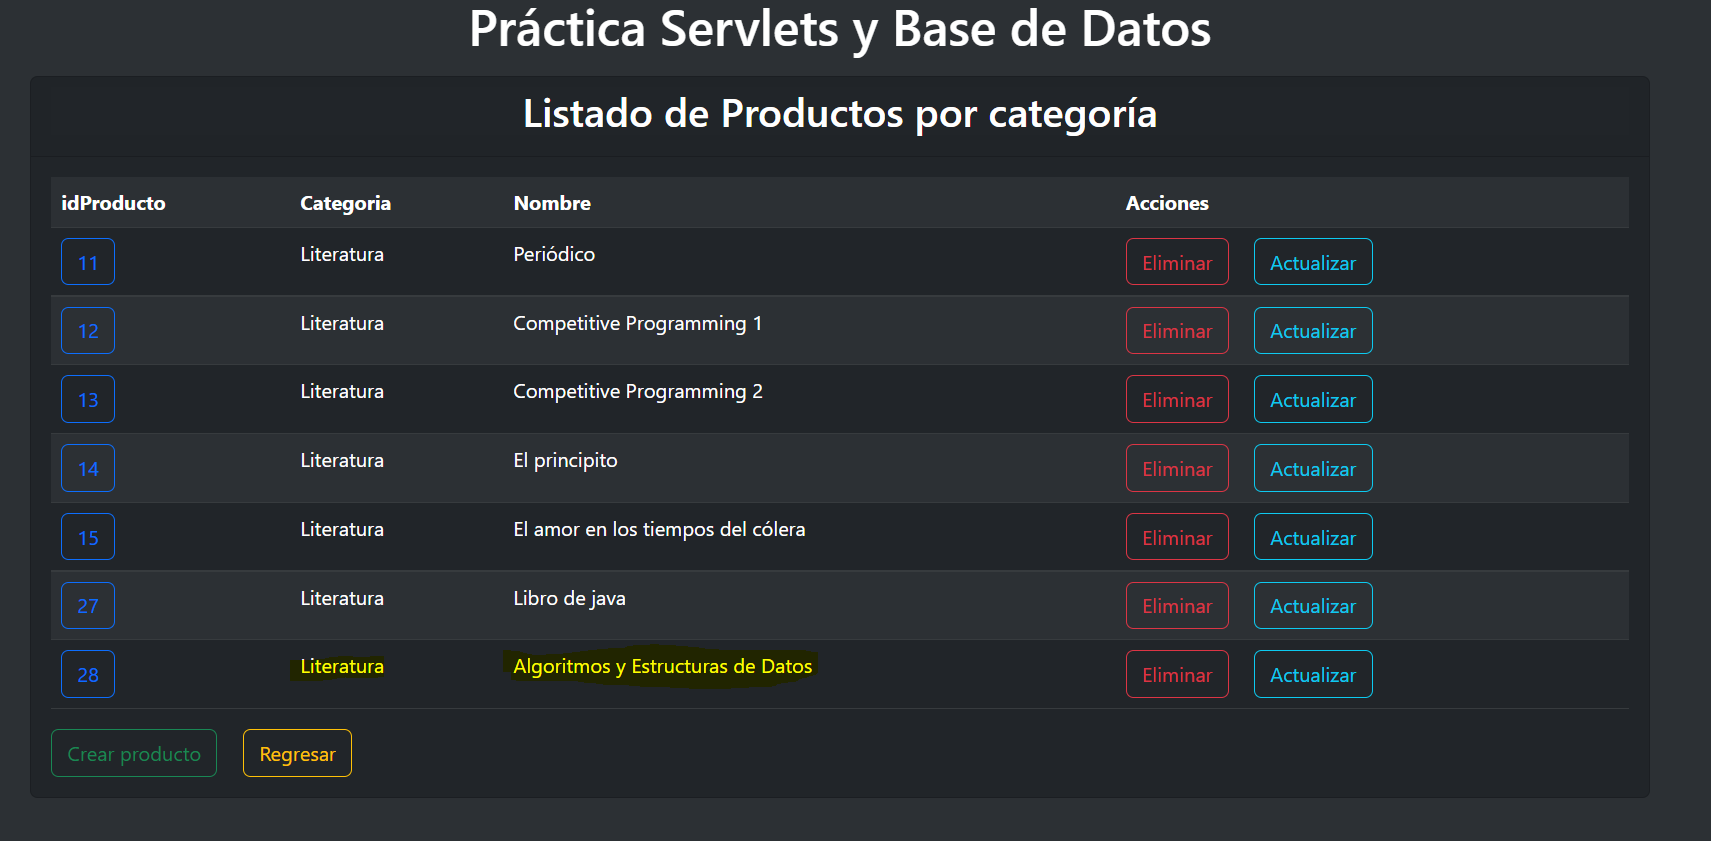 Práctica Servlets y Base de Datos
Listado de Productos por categoría
idProducto Categoria Nombre Acciones
11 Literatura Periódico Eliminar Actualizar
12 Literatura Competitive Programming 1 Eliminar Actualizar
13 Literatura Competitive Programming 2 Eliminar Actualizar
14 Literatura El principito Eliminar Actualizar
15 Literatura El amor en los tiempos del cólera Eliminar Actualizar
27 Literatura Libro de java Eliminar Actualizar
28 Literatura Algoritmos y Estructuras de Datos Eliminar Actualizar
Crear producto Regresar